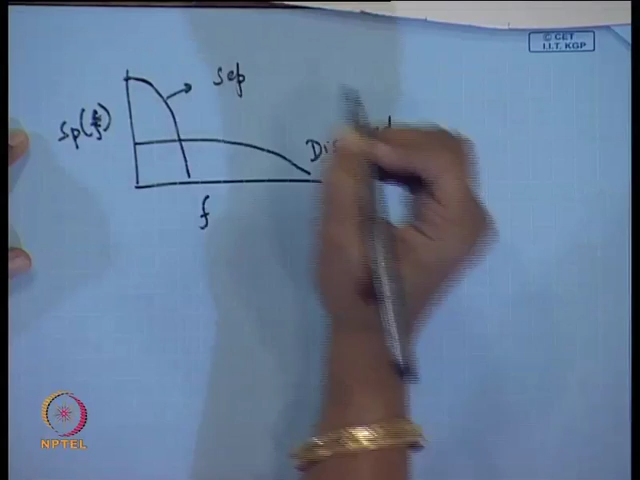 © CET
I.I.T. KGP
sep
Sp(f)
f
NPTEL